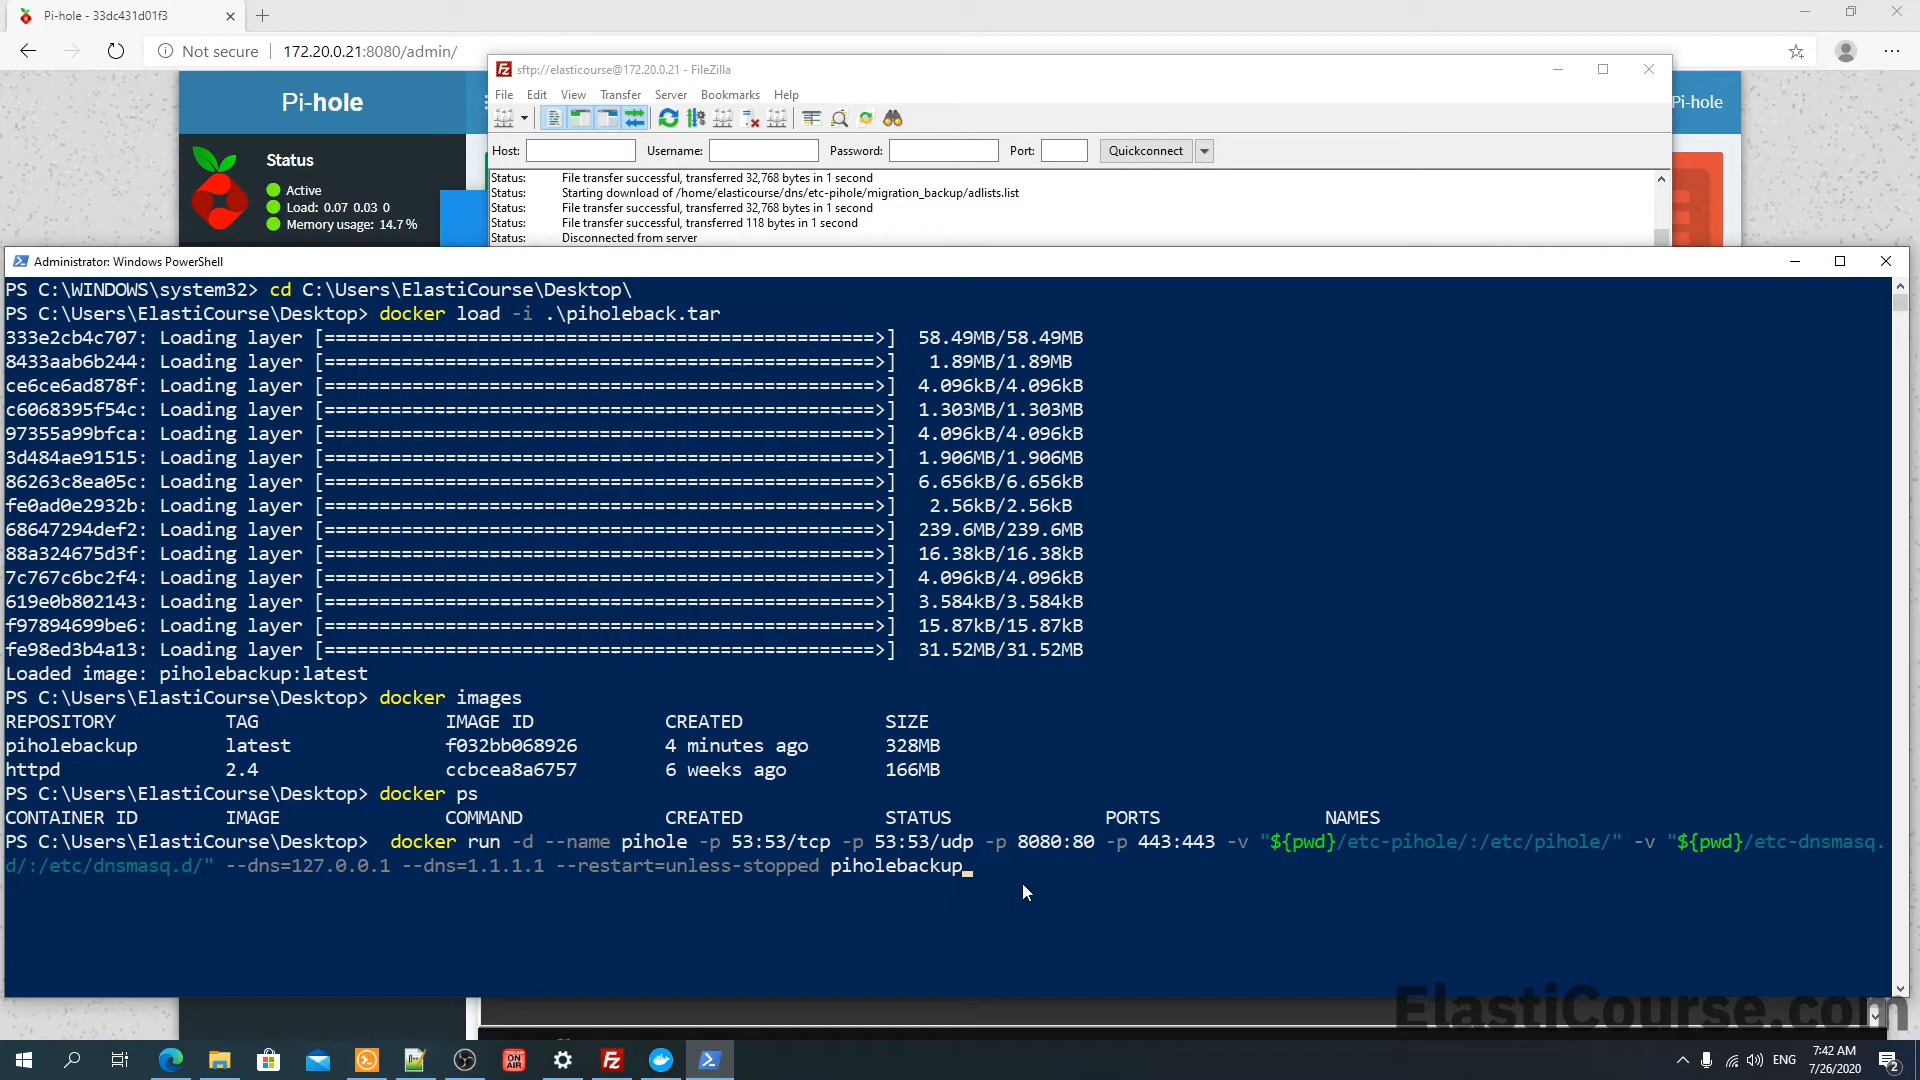 Pi-hole - 33dc431d01f3
Not secure | 172.20.0.21:8080/admin/
Pi-hole
Status
Active
Load: 0.07 0.03 0
Memory usage: 14.7 %
Pi-hole
sftp://elasticourse@172.20.0.21 - FileZilla
File Edit View Transfer Server Bookmarks Help
Host: Username: Password: Port: Quickconnect
Status: File transfer successful, transferred 32,768 bytes in 1 second
Status: Starting download of /home/elasticourse/dns/etc-pihole/migration_backup/adlists.list
Status: File transfer successful, transferred 32,768 bytes in 1 second
Status: File transfer successful, transferred 118 bytes in 1 second
Status: Disconnected from server
Administrator: Windows PowerShell
PS C:\WINDOWS\system32> cd C:\Users\ElastiCourse\Desktop\
PS C:\Users\ElastiCourse\Desktop> docker load -i .\piholeback.tar
333e2cb4c707: Loading layer [==================================================>] 58.49MB/58.49MB
8433aab6b244: Loading layer [==================================================>] 1.89MB/1.89MB
ce6ce6ad878f: Loading layer [==================================================>] 4.096kB/4.096kB
c6068395f54c: Loading layer [==================================================>] 1.303MB/1.303MB
97355a99bfca: Loading layer [==================================================>] 4.096kB/4.096kB
3d484ae91515: Loading layer [==================================================>] 1.906MB/1.906MB
86263c8ea05c: Loading layer [==================================================>] 6.656kB/6.656kB
fe0ad0e2932b: Loading layer [==================================================>] 2.56kB/2.56kB
68647294def2: Loading layer [==================================================>] 239.6MB/239.6MB
88a324675d3f: Loading layer [==================================================>] 16.38kB/16.38kB
7c767c6bc2f4: Loading layer [==================================================>] 4.096kB/4.096kB
619e0b802143: Loading layer [==================================================>] 3.584kB/3.584kB
f97894699be6: Loading layer [==================================================>] 15.87kB/15.87kB
fe98ed3b4a13: Loading layer [==================================================>] 31.52MB/31.52MB
Loaded image: piholebackup:latest
PS C:\Users\ElastiCourse\Desktop> docker images
REPOSITORY TAG IMAGE ID CREATED SIZE
piholebackup latest f032bb068926 4 minutes ago 328MB
httpd 2.4 ccbcea8a6757 6 weeks ago 166MB
PS C:\Users\ElastiCourse\Desktop> docker ps
CONTAINER ID IMAGE COMMAND CREATED STATUS PORTS NAMES
PS C:\Users\ElastiCourse\Desktop> docker run -d --name pihole -p 53:53/tcp -p 53:53/udp -p 8080:80 -p 443:443 -v "${pwd}/etc-pihole/:/etc/pihole/" -v "${pwd}/etc-dnsmasq.
d/:/etc/dnsmasq.d/" --dns=127.0.0.1 --dns=1.1.1.1 --restart=unless-stopped piholebackup
ElastiCourse.com
ON AIR
ENG
7:42 AM
7/26/2020
2